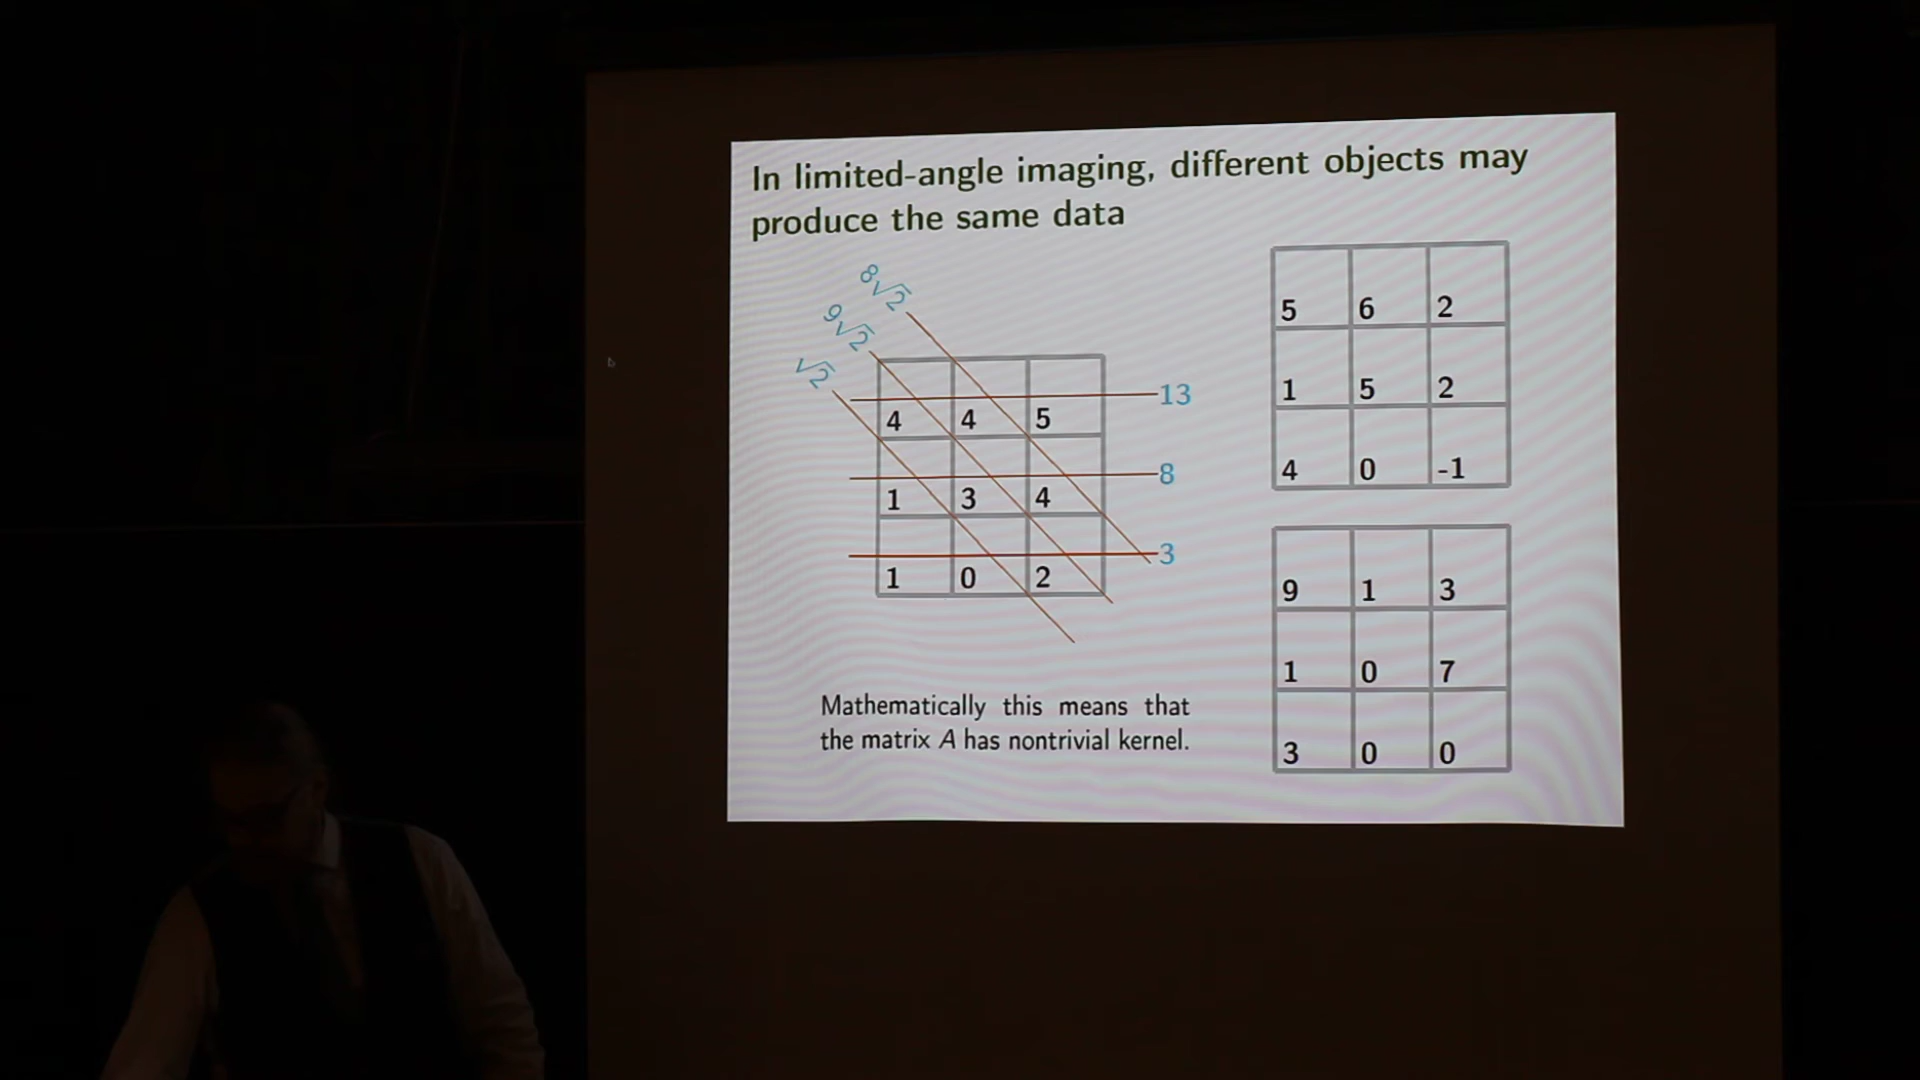 In limited-angle imaging, different objects may
produce the same data
8√2
9√2
√2
4 4 5 13
1 3 4 8
1 0 2 3
Mathematically this means that
the matrix A has nontrivial kernel.
5 6 2
1 5 2
4 0 -1
9 1 3
1 0 7
3 0 0